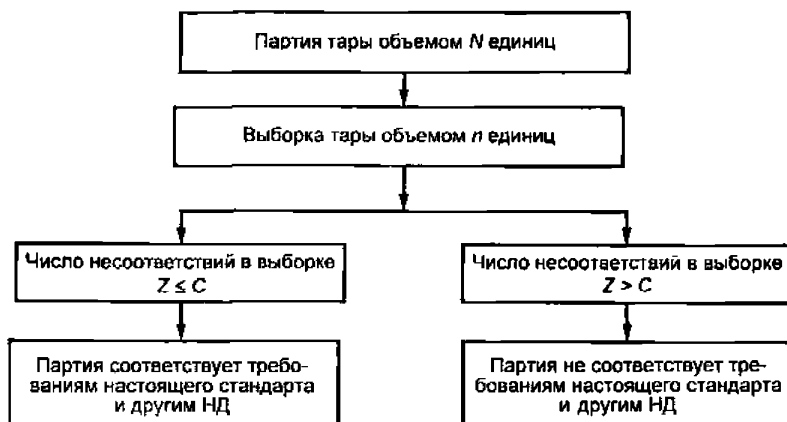 Партия тары объемом N единиц
Выборка тары объемом n единиц
Число несоответствий в выборке
Z ≤ C
Число несоответствий в выборке
Z > C
Партия соответствует требо-
ваниям настоящего стандарта
и другим НД
Партия не соответствует тре-
бованиям настоящего стандарта
и другим НД